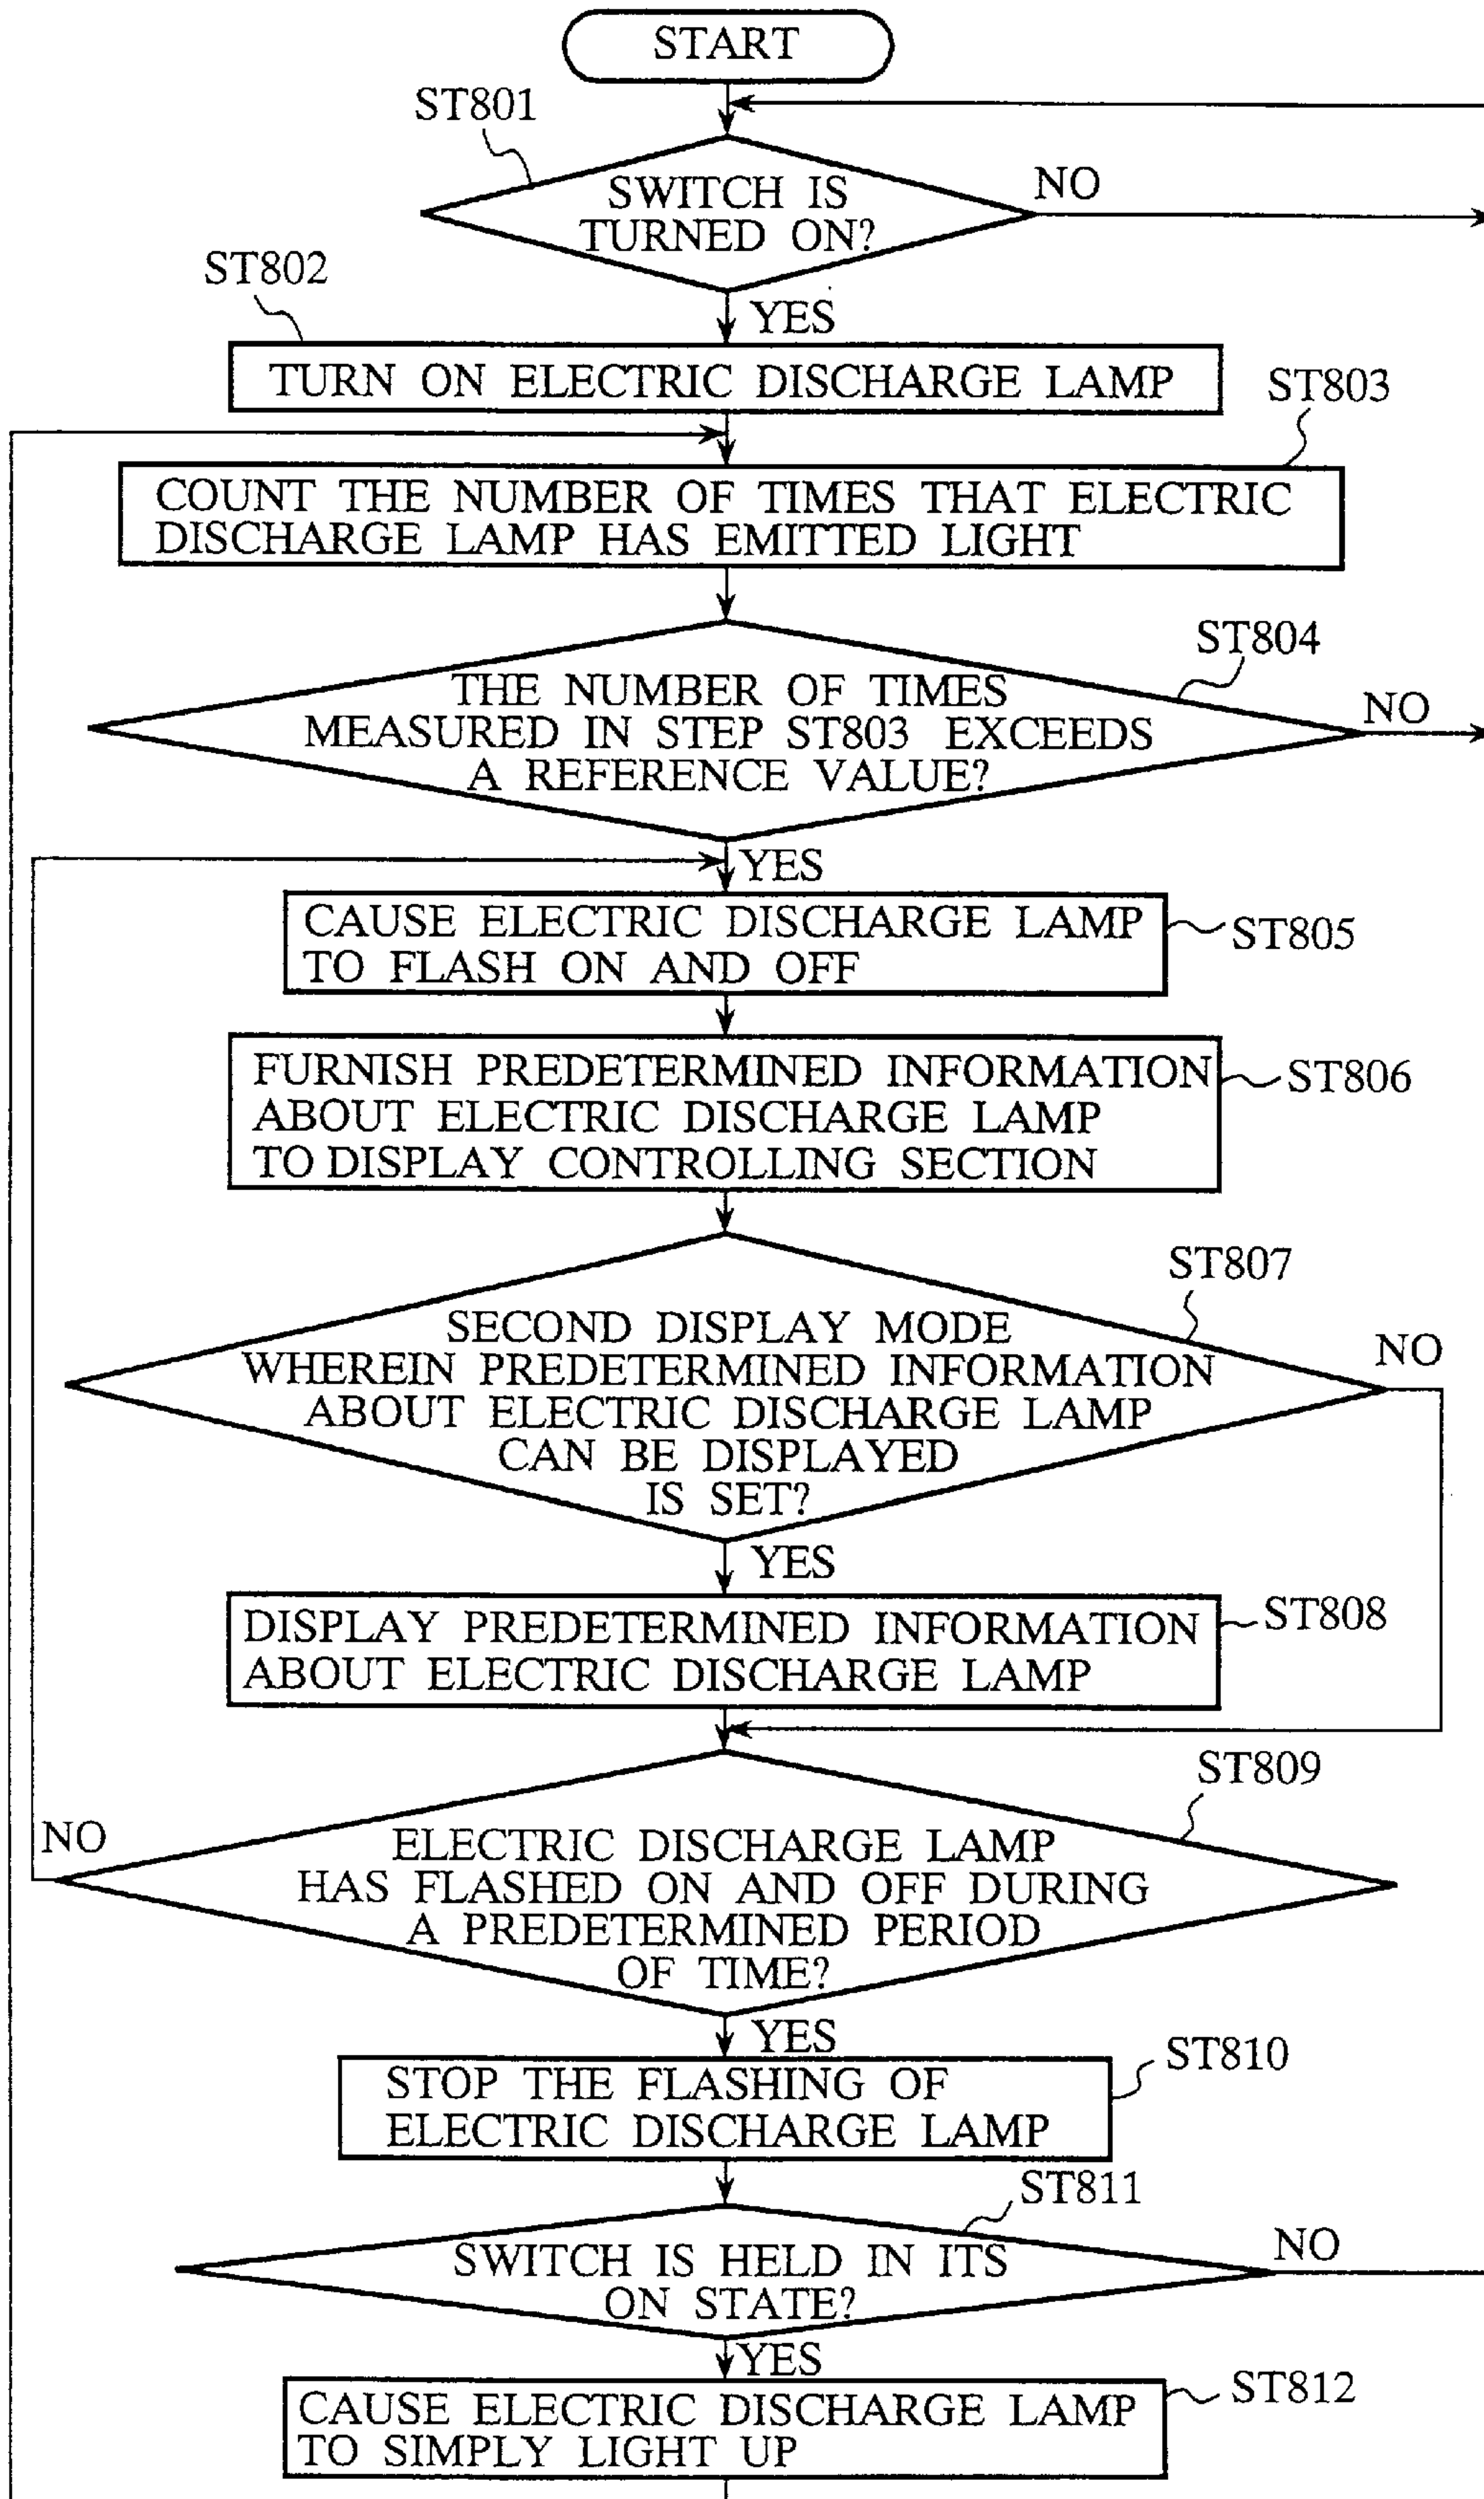 START
ST801
SWITCH IS
TURNED ON?
NO
ST802
YES
TURN ON ELECTRIC DISCHARGE LAMP
ST803
COUNT THE NUMBER OF TIMES THAT ELECTRIC
DISCHARGE LAMP HAS EMITTED LIGHT
ST804
THE NUMBER OF TIMES
MEASURED IN STEP ST803 EXCEEDS
A REFERENCE VALUE?
NO
YES
CAUSE ELECTRIC DISCHARGE LAMP
TO FLASH ON AND OFF
ST805
FURNISH PREDETERMINED INFORMATION
ABOUT ELECTRIC DISCHARGE LAMP
TO DISPLAY CONTROLLING SECTION
ST806
ST807
SECOND DISPLAY MODE
WHEREIN PREDETERMINED INFORMATION
ABOUT ELECTRIC DISCHARGE LAMP
CAN BE DISPLAYED
IS SET?
NO
YES
DISPLAY PREDETERMINED INFORMATION
ABOUT ELECTRIC DISCHARGE LAMP
ST808
ST809
NO
ELECTRIC DISCHARGE LAMP
HAS FLASHED ON AND OFF DURING
A PREDETERMINED PERIOD
OF TIME?
YES
STOP THE FLASHING OF
ELECTRIC DISCHARGE LAMP
ST810
ST811
SWITCH IS HELD IN ITS
ON STATE?
NO
YES
CAUSE ELECTRIC DISCHARGE LAMP
TO SIMPLY LIGHT UP
ST812